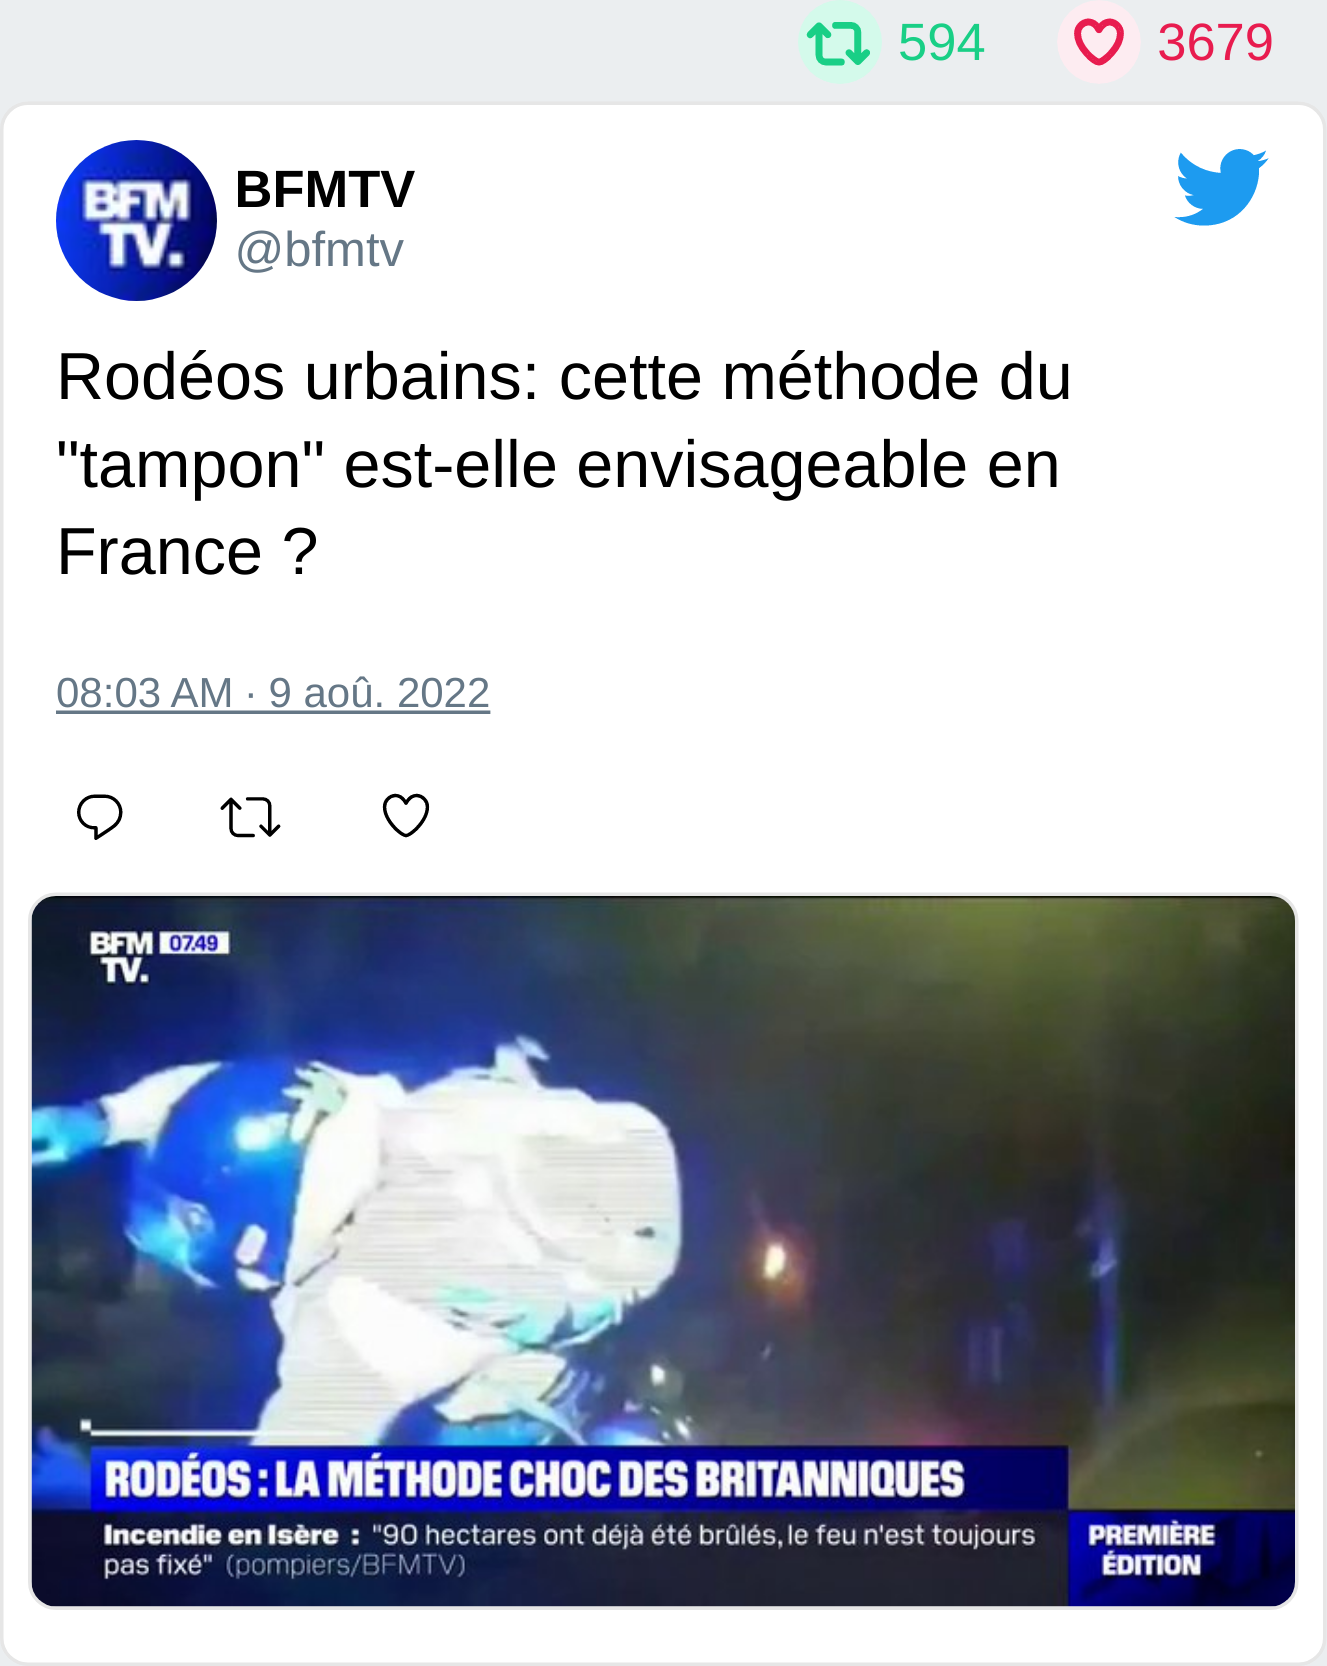 594 3679
BFM
TV.
BFMTV
@bfmtv
Rodéos urbains: cette méthode du
"tampon" est-elle envisageable en
France ?
08:03 AM · 9 aoû. 2022
BFM 07.49
TV.
RODÉOS : LA MÉTHODE CHOC DES BRITANNIQUES
Incendie en Isère : "90 hectares ont déjà été brûlés, le feu n'est toujours
pas fixé" (pompiers/BFMTV)
PREMIÈRE
ÉDITION